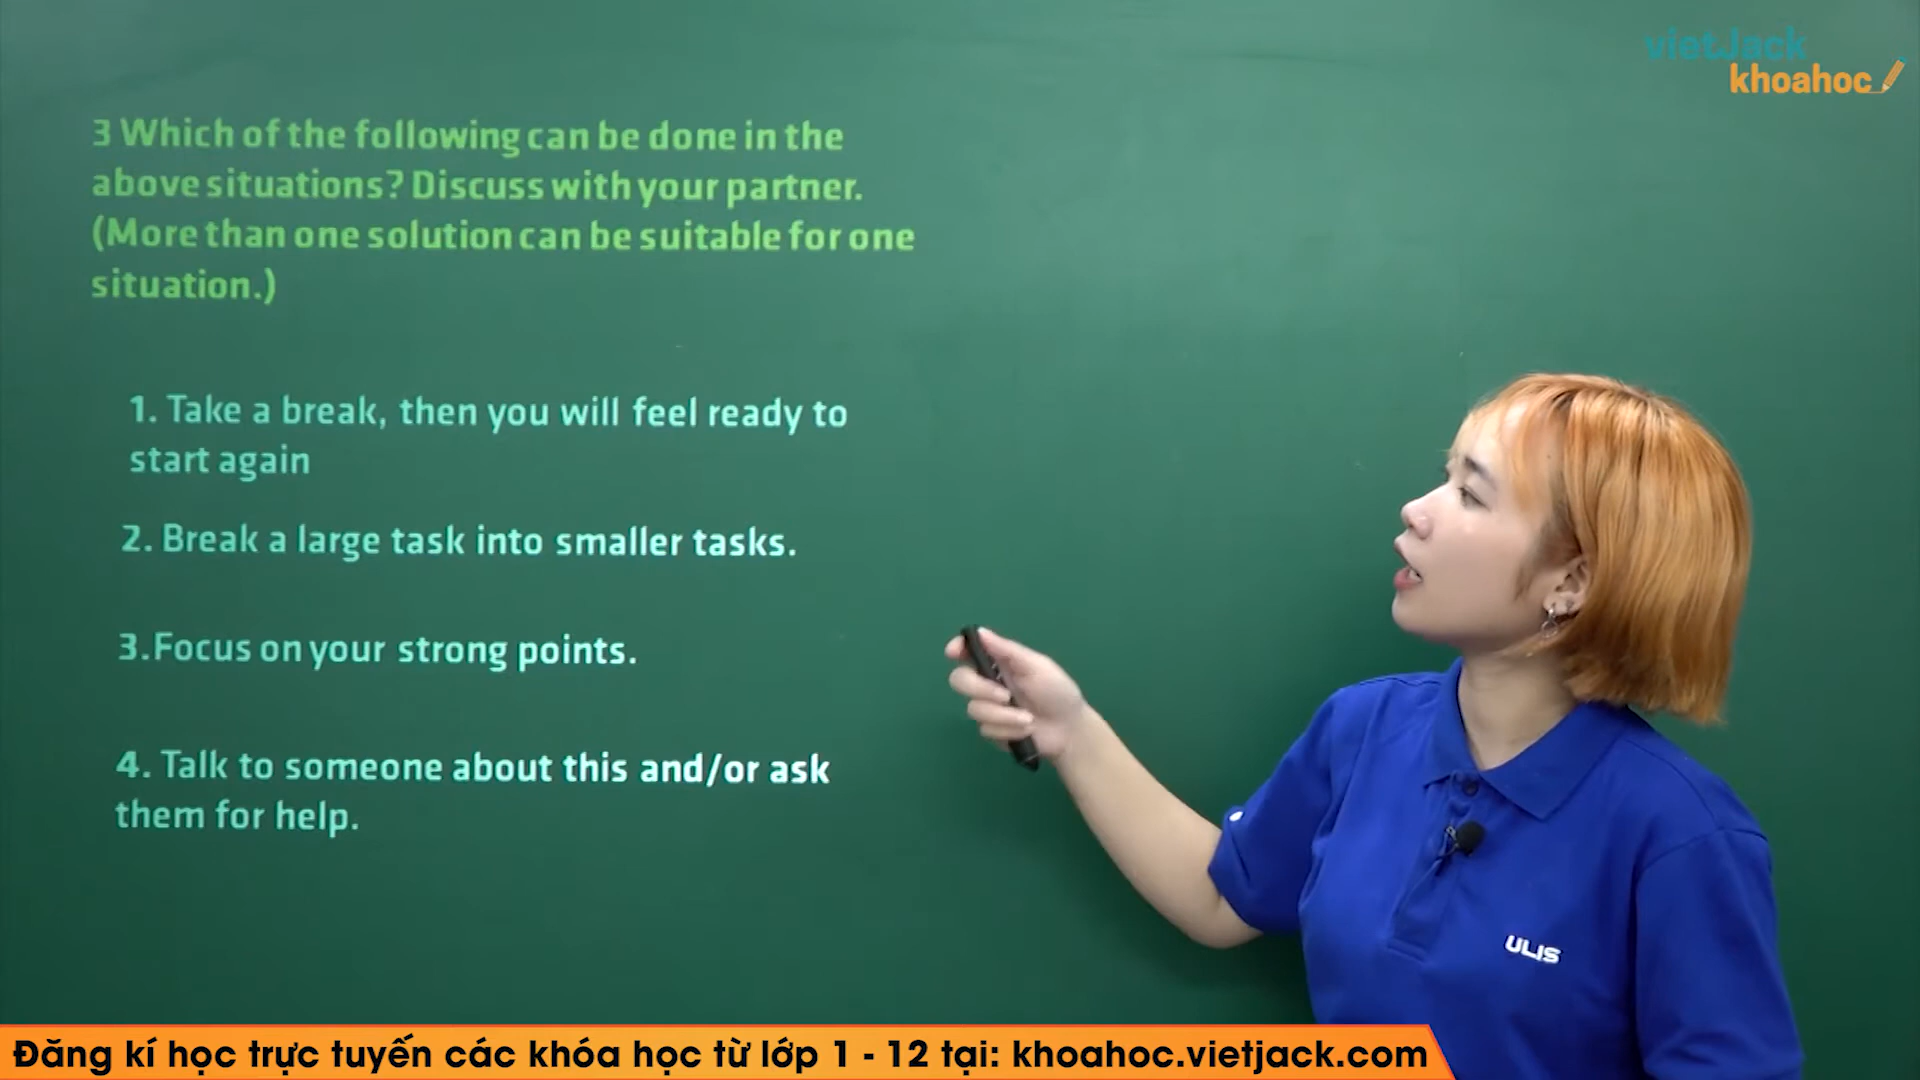 vietJack
khoahoc
3 Which of the following can be done in the
above situations? Discuss with your partner.
(More than one solution can be suitable for one
situation.)
1. Take a break, then you will feel ready to
start again
2. Break a large task into smaller tasks.
3.Focus on your strong points.
4. Talk to someone about this and/or ask
them for help.
ULIS
Đăng kí học trực tuyến các khóa học từ lớp 1 - 12 tại: khoahoc.vietjack.com